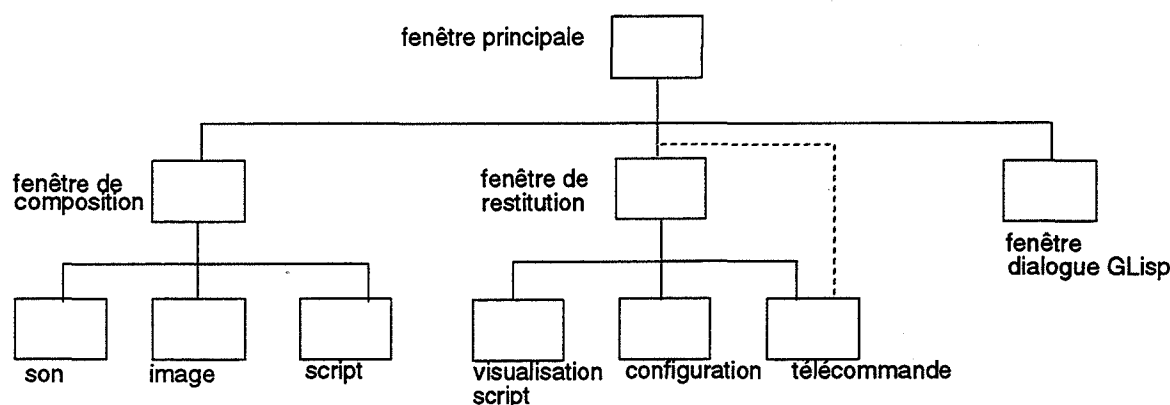 fenêtre principale
fenêtre de
composition
fenêtre de
restitution
fenêtre
dialogue GLisp
son
image
script
visualisation
script
configuration
télécommande